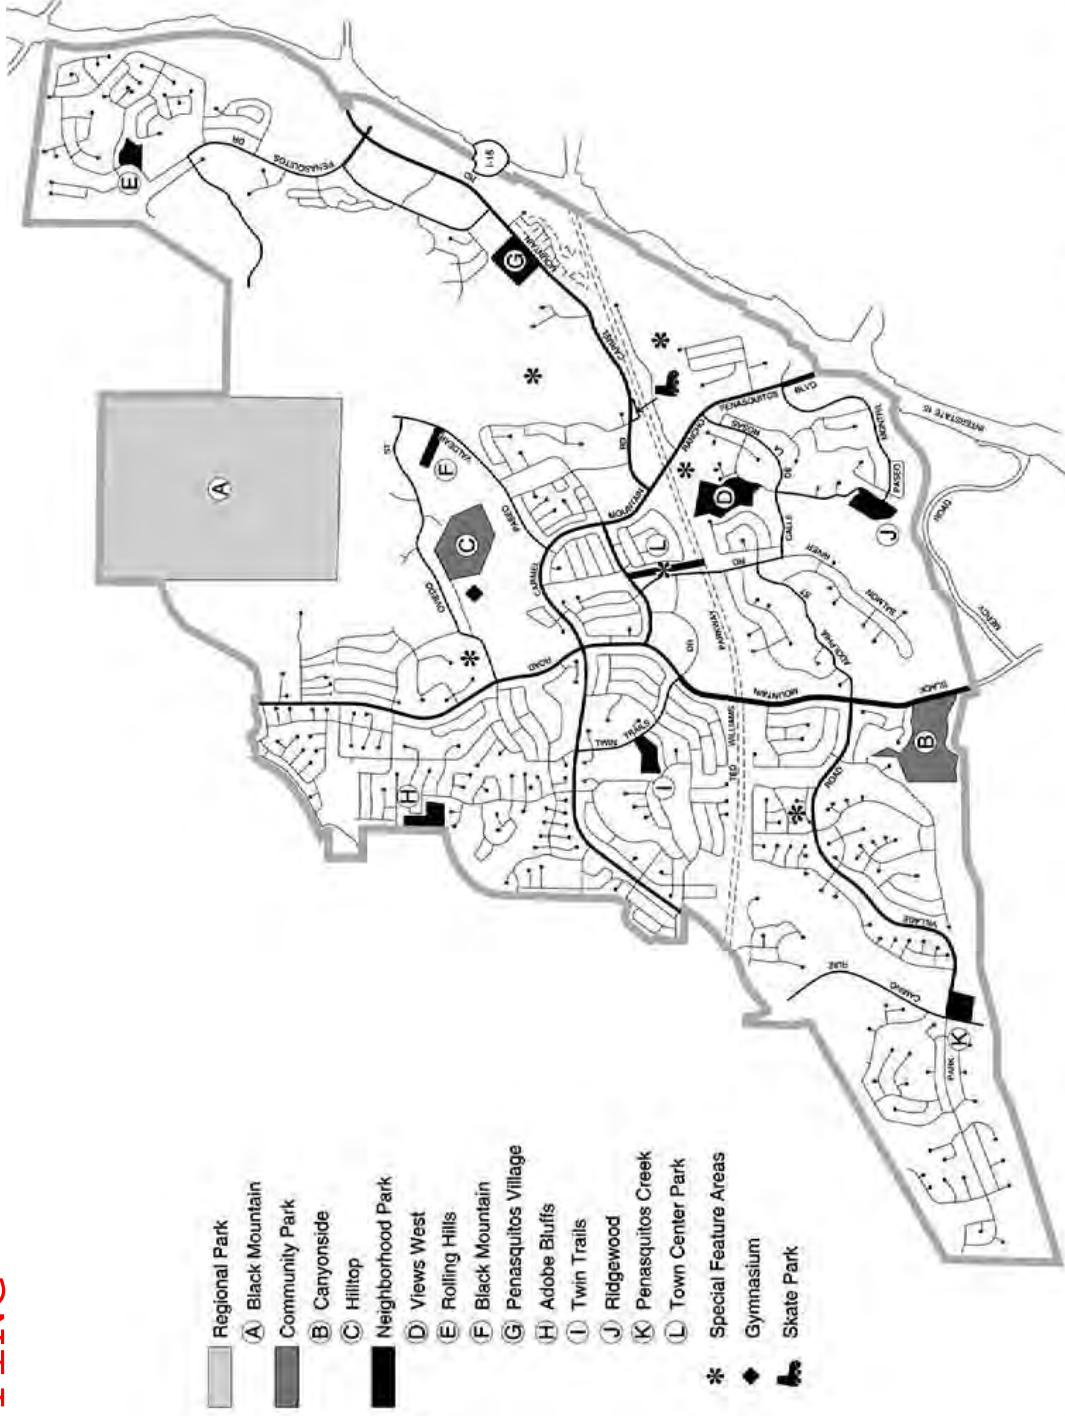 Regional Park
A Black Mountain
Community Park
B Canyonside
C Hilltop
Neighborhood Park
D Views West
E Rolling Hills
F Black Mountain
G Penasquitos Village
H Adobe Bluffs
I Twin Trails
J Ridgewood
K Penasquitos Creek
L Town Center Park
Special Feature Areas
Gymnasium
Skate Park
E
PENASQUITOS
DR
I-15
RD
G
MOUNTAIN
CARMEL
RD
A
ST
VALDEAR
F
PASEO
C
OVIEDO
CARMEL
MOUNTAIN
ROAD
RANCHO
PENASQUITOS
BLVD
D
LA
DE
CALLE
MONTRIL
PASEO
J
INTERSTATE 15
ROAD
MERCY
L
RD
RIVER
SALMON
ST
ADOLPHIA
DR
PARKWAY
BLACK
MOUNTAIN
B
H
TWIN
TRAILS
I
TED
WILLIAMS
ROAD
VILLAGE
RUIZ
CAMINO
K
PARK